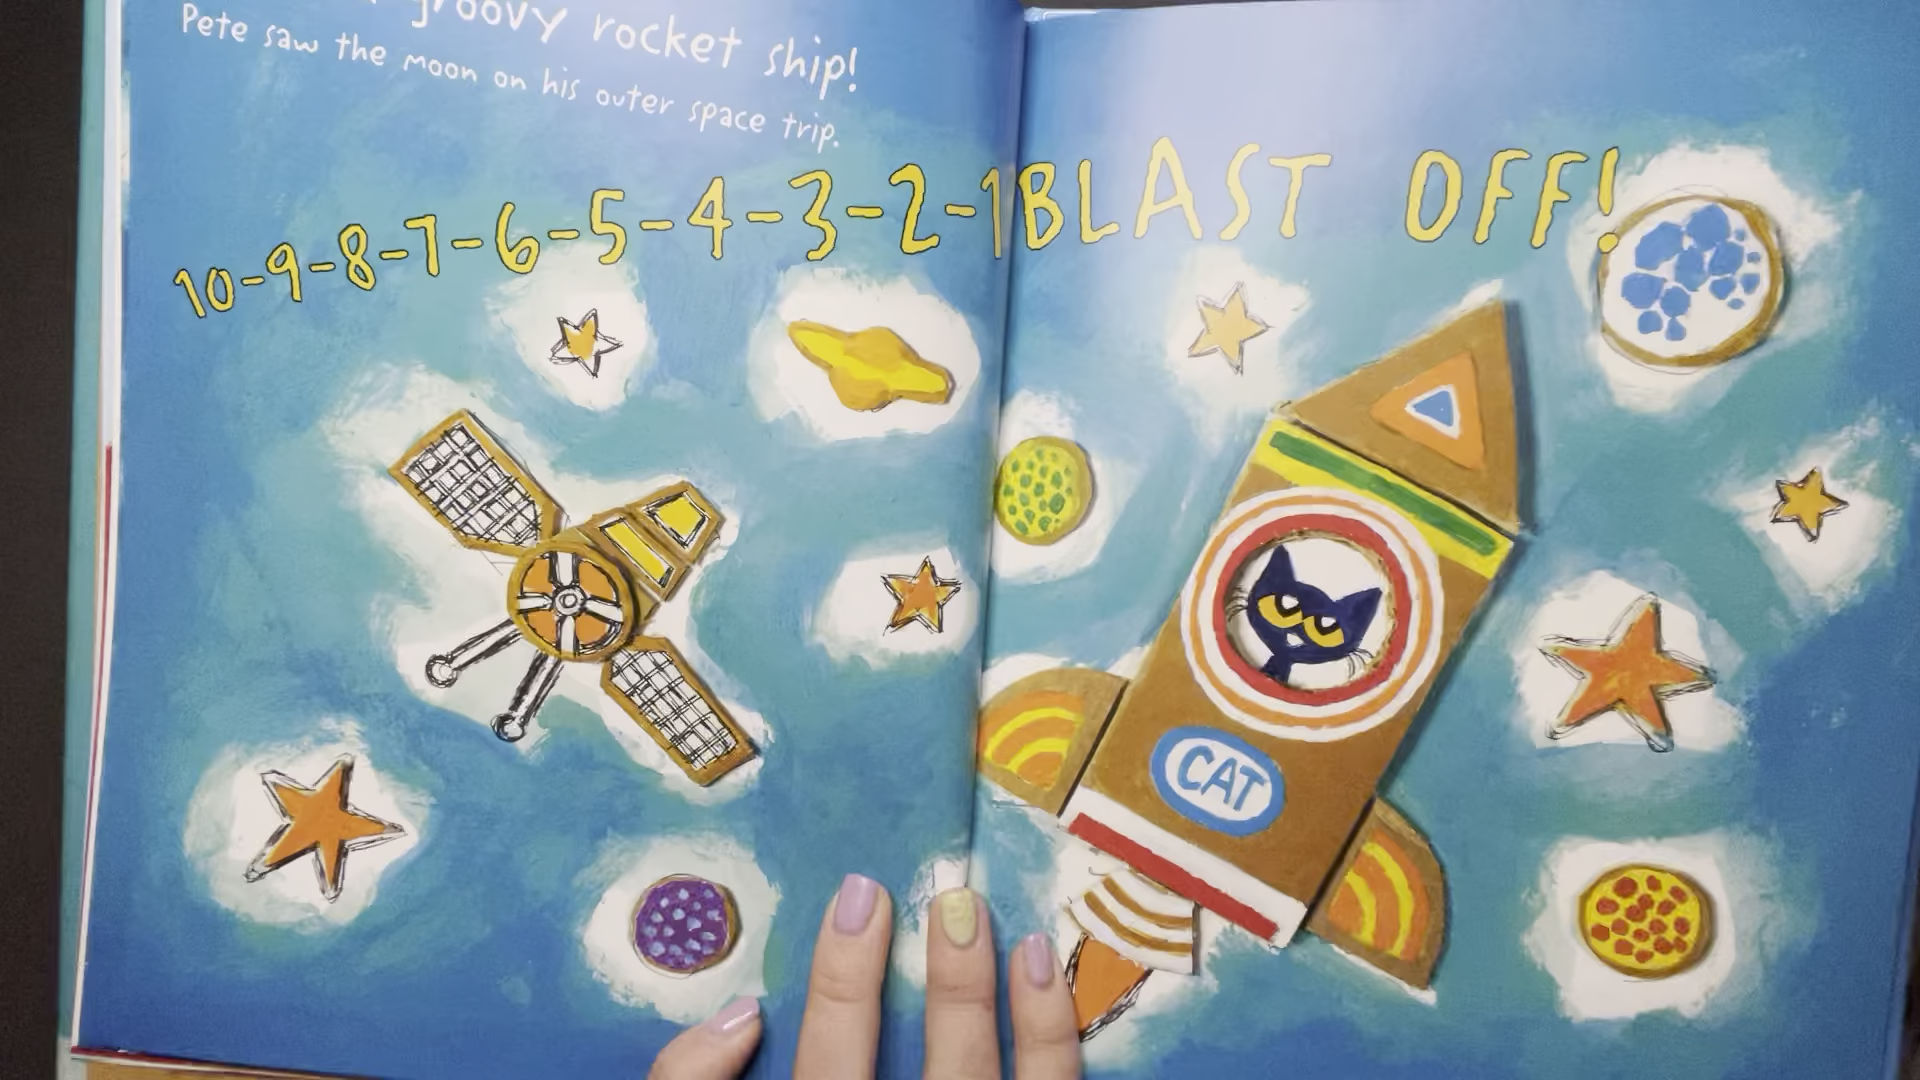 groovy rocket ship!
Pete saw the moon on his outer space trip.
10-9-8-7-6-5-4-3-2-1 BLAST OFF!
CAT